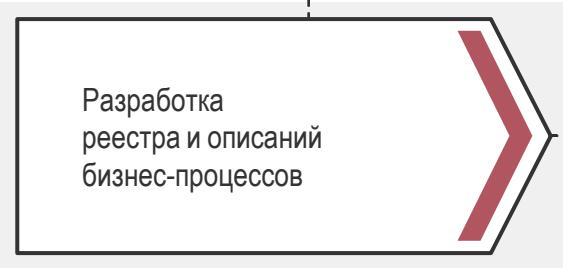 Разработка
реестра и описаний
бизнес-процессов